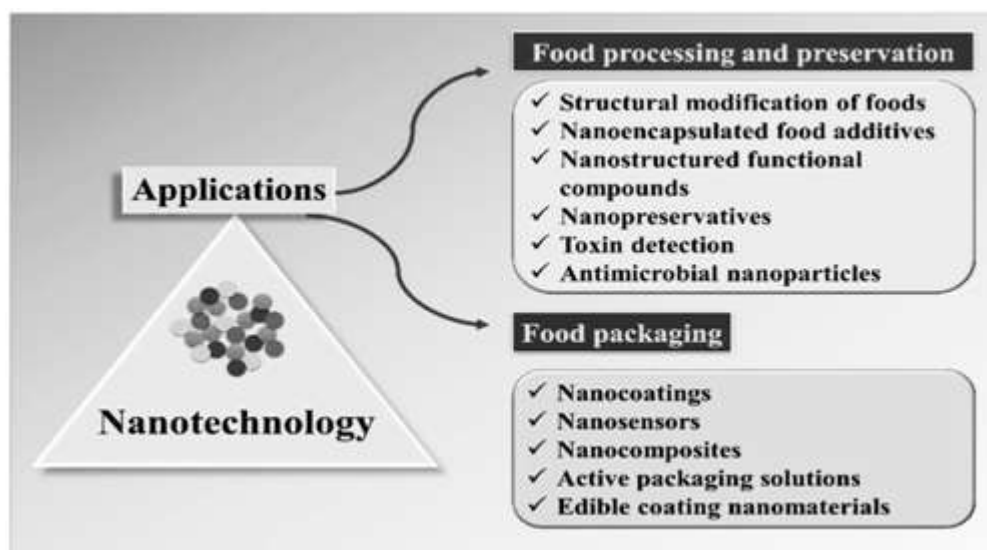 Food processing and preservation
✓ Structural modification of foods
✓ Nanoencapsulated food additives
✓ Nanostructured functional
compounds
✓ Nanopreservatives
✓ Toxin detection
✓ Antimicrobial nanoparticles
Applications
Nanotechnology
Food packaging
✓ Nanocoatings
✓ Nanosensors
✓ Nanocomposites
✓ Active packaging solutions
✓ Edible coating nanomaterials